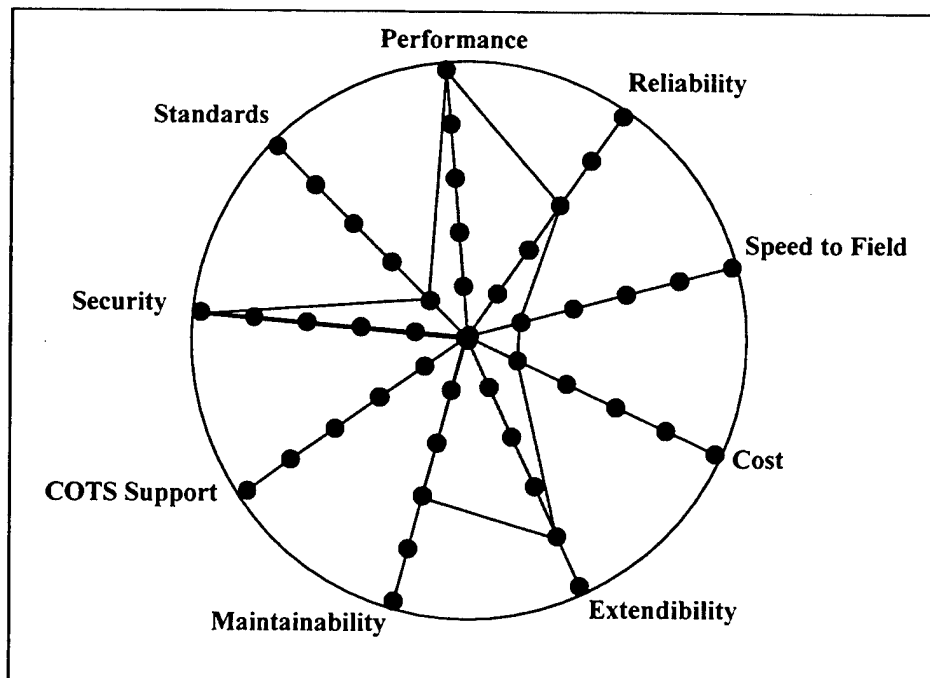 Performance
Reliability
Standards
Speed to Field
Security
Cost
COTS Support
Extendibility
Maintainability